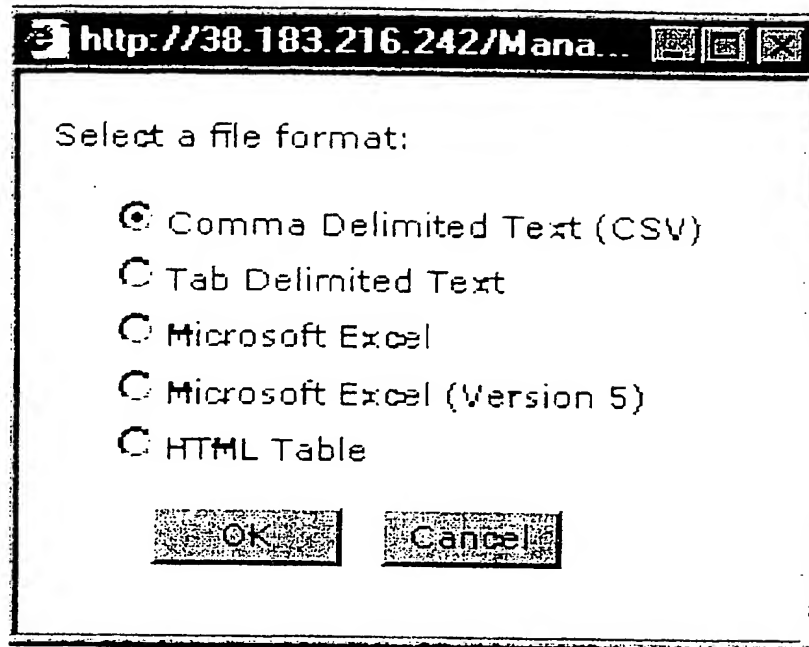 http://38.183.216.242/Mana...
Select a file format:
Comma Delimited Text (CSV)
Tab Delimited Text
Microsoft Excel
Microsoft Excel (Version 5)
HTML Table
OK Cancel